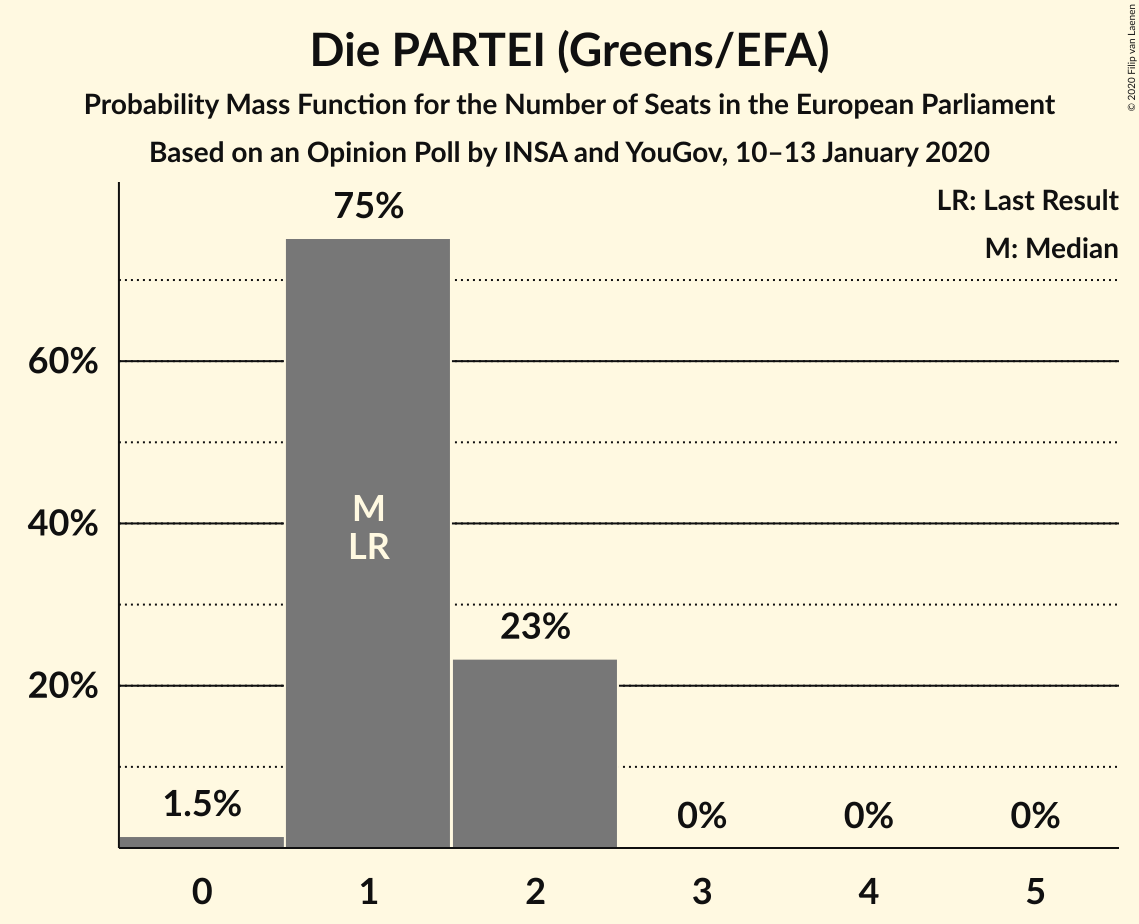 Die PARTEI (Greens/EFA)
Probability Mass Function for the Number of Seats in the European Parliament
Based on an Opinion Poll by INSA and YouGov, 10–13 January 2020
© 2020 Filip van Laenen
LR: Last Result
M: Median
75%
60%
40%
20%
M
LR
23%
1.5%
0%
0%
0%
0
1
2
3
4
5